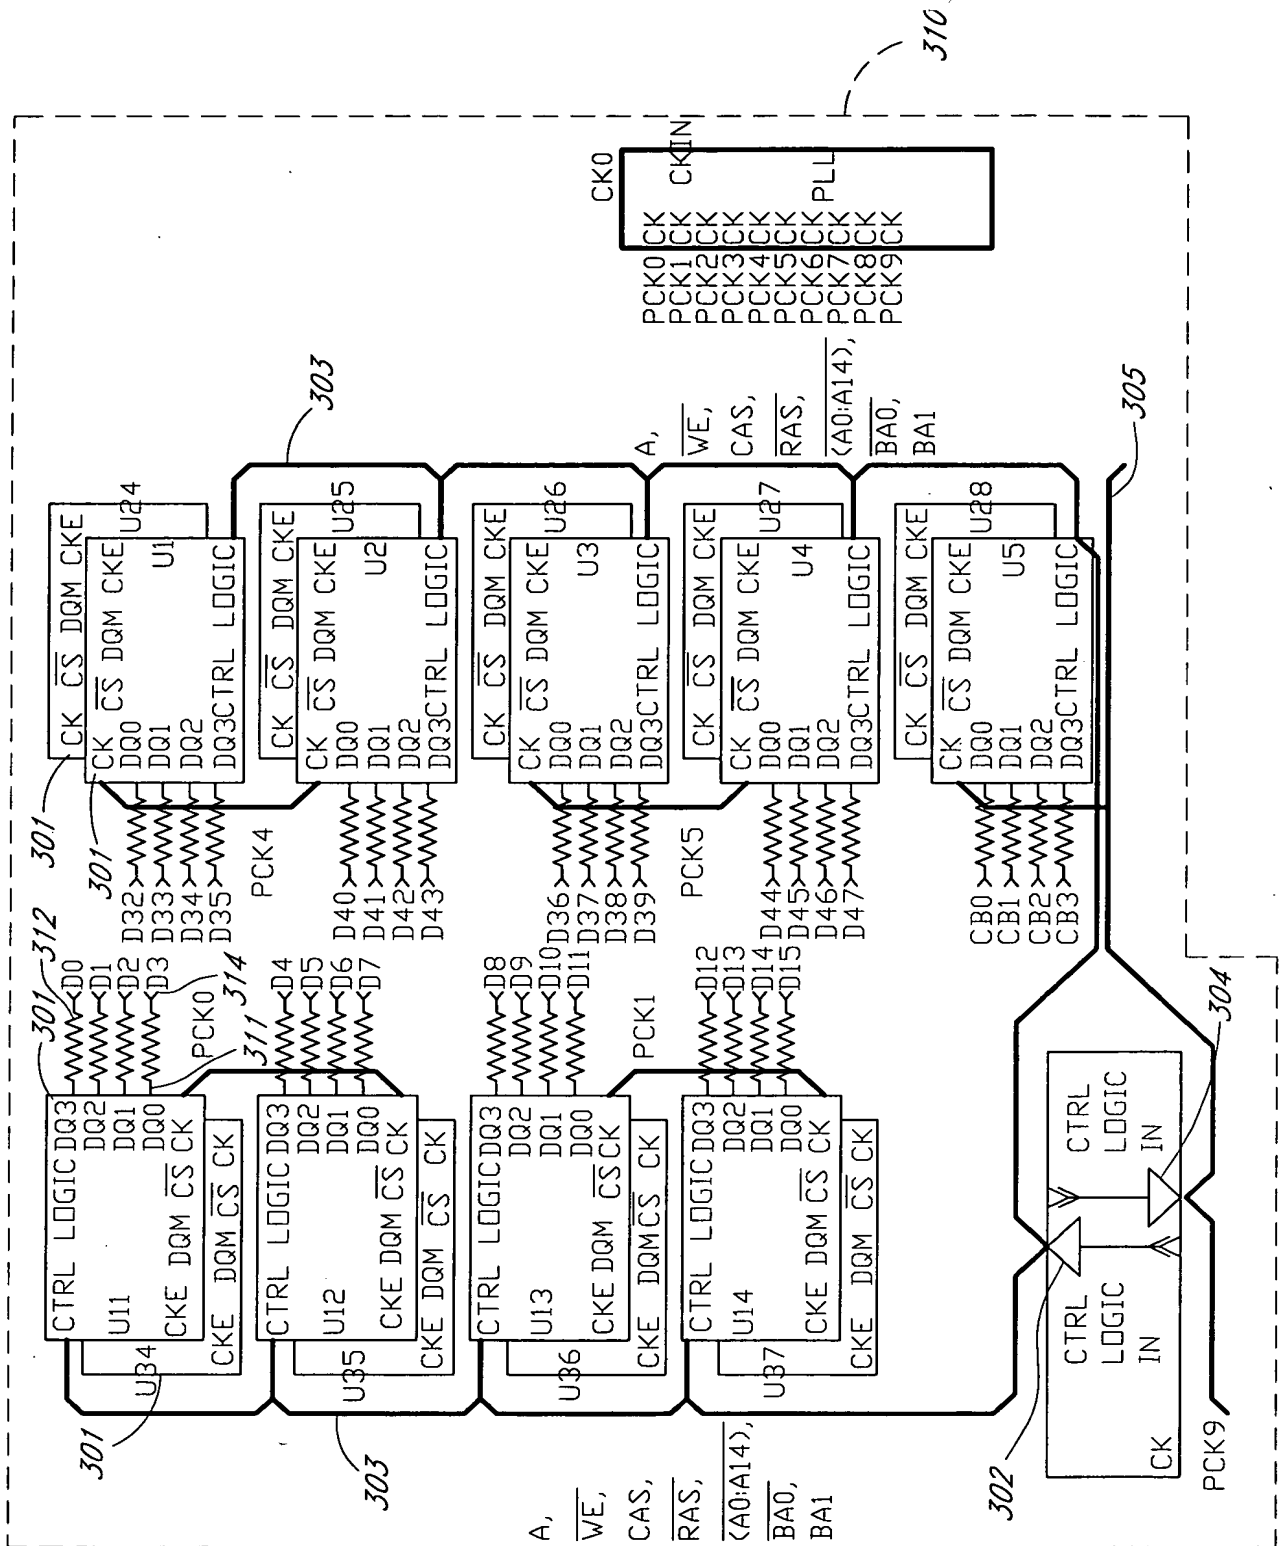 310
CK0
CKIN
PLL
PCK0 CK
PCK1 CK
PCK2 CK
PCK3 CK
PCK4 CK
PCK5 CK
PCK6 CK
PCK7 CK
PCK8 CK
PCK9 CK
303
A,
WE,
CAS,
RAS,
(A0:A14),
BA0,
BA1
305
U24
CK CS DQM CKE
U1
CK CS DQM CKE
DQ0
DQ1
DQ2
DQ3 CTRL LOGIC
301
301
D32
D33
D34
D35
PCK4
U25
CK CS DQM CKE
U2
CK CS DQM CKE
DQ0
DQ1
DQ2
DQ3 CTRL LOGIC
D40
D41
D42
D43
U26
CK CS DQM CKE
U3
CK CS DQM CKE
DQ0
DQ1
DQ2
DQ3 CTRL LOGIC
D36
D37
D38
D39
PCK5
U27
CK CS DQM CKE
U4
CK CS DQM CKE
DQ0
DQ1
DQ2
DQ3 CTRL LOGIC
D44
D45
D46
D47
U28
CK CS DQM CKE
U5
CK CS DQM CKE
DQ0
DQ1
DQ2
DQ3 CTRL LOGIC
CB0
CB1
CB2
CB3
312
301
D0
D1
D2
D3
314
PCK0
311
CTRL LOGIC DQ3
DQ2
DQ1
DQ0
U11
CKE DQM CS CK
U34
CKE DQM CS CK
301
D4
D5
D6
D7
CTRL LOGIC DQ3
DQ2
DQ1
DQ0
U12
CKE DQM CS CK
U35
CKE DQM CS CK
303
D8
D9
D10
D11
PCK1
CTRL LOGIC DQ3
DQ2
DQ1
DQ0
U13
CKE DQM CS CK
U36
CKE DQM CS CK
D12
D13
D14
D15
CTRL LOGIC DQ3
DQ2
DQ1
DQ0
U14
CKE DQM CS CK
U37
CKE DQM CS CK
304
CTRL
LOGIC
IN
CTRL
LOGIC
IN
CK
302
PCK9
A,
WE,
CAS,
RAS,
(A0:A14),
BA0,
BA1